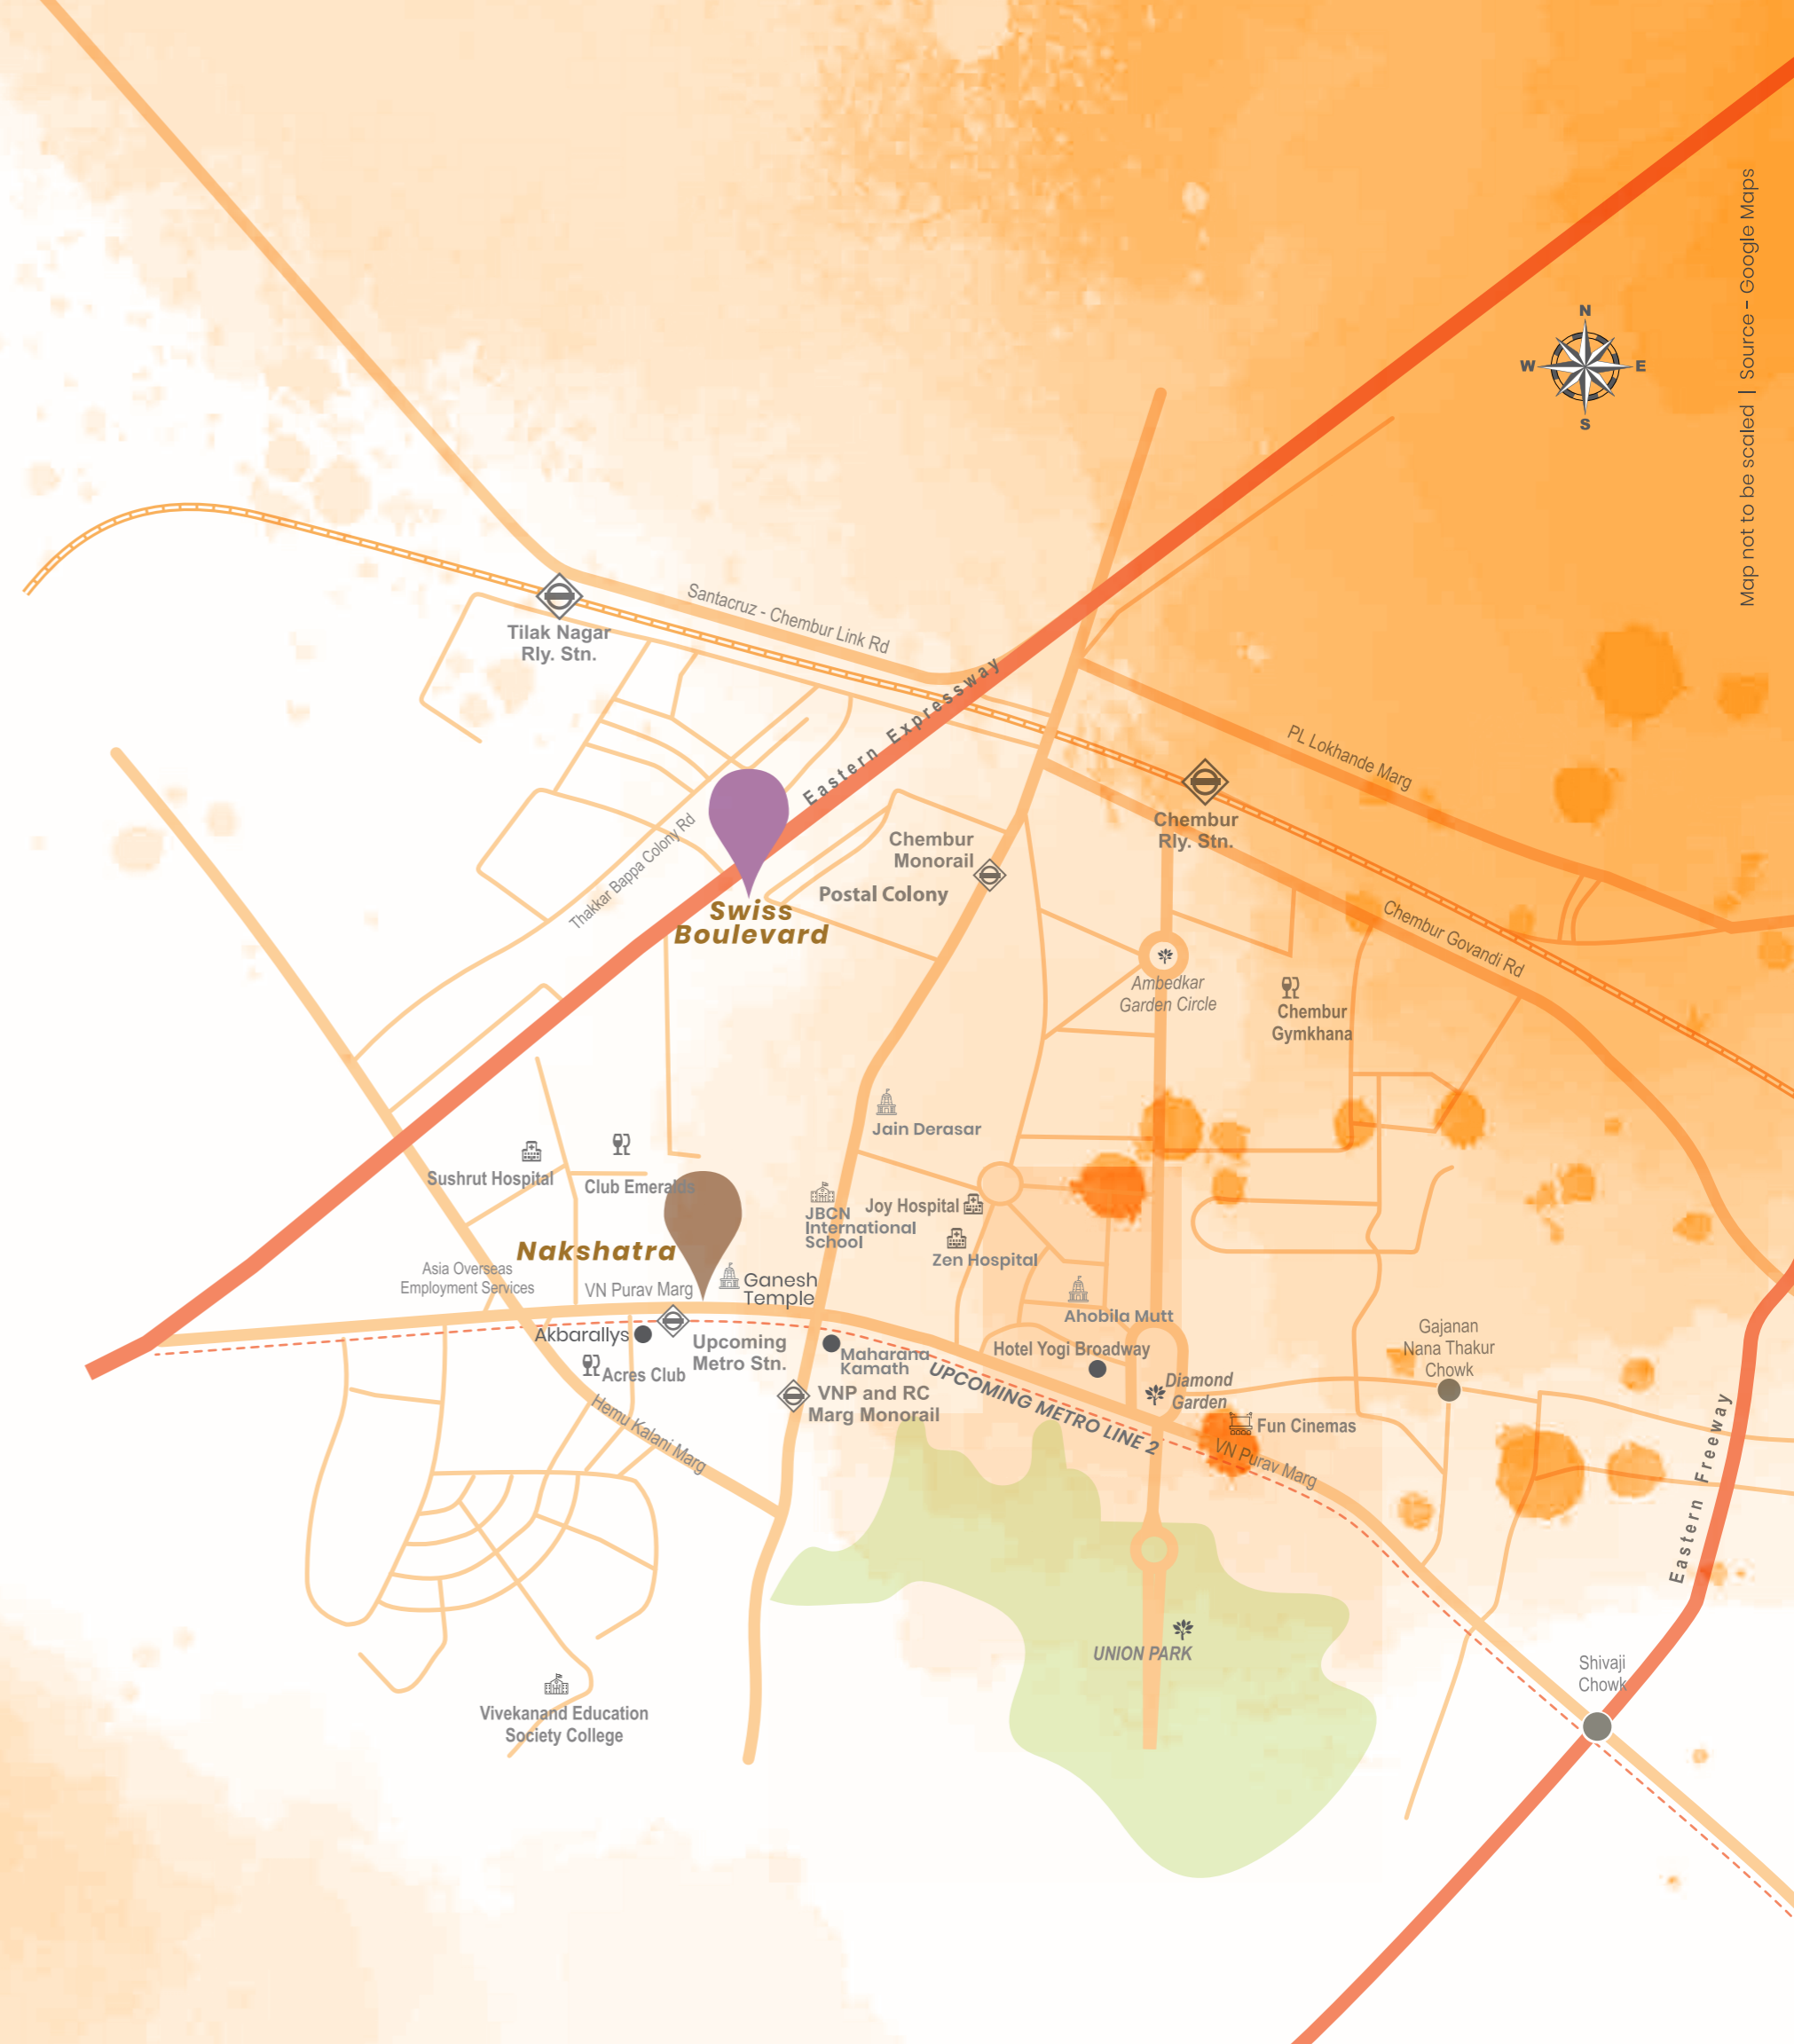 Map not to be scaled | Source - Google Maps
N
W
E
S
Santacruz - Chembur Link Rd
Tilak Nagar
Rly. Stn.
Eastern Expressway
PL Lokhande Marg
Chembur
Rly. Stn.
Thakkar Bappa Colony Rd
Chembur
Monorail
Postal Colony
Swiss
Boulevard
Chembur Govandi Rd
Ambedkar
Garden Circle
Chembur
Gymkhana
Jain Derasar
Sushrut Hospital
Club Emeralds
JBCN
International
School
Joy Hospital
Zen Hospital
Nakshatra
Asia Overseas
Employment Services
VN Purav Marg
Ganesh
Temple
Ahobila Mutt
Akbarallys
Upcoming
Metro Stn.
Maharana
Kamath
Hotel Yogi Broadway
Gajanan
Nana Thakur
Chowk
Acres Club
VNP and RC
Marg Monorail
UPCOMING METRO LINE 2
Diamond
Garden
Fun Cinemas
VN Purav Marg
Hemu Kalani Marg
Eastern Freeway
UNION PARK
Shivaji
Chowk
Vivekanand Education
Society College